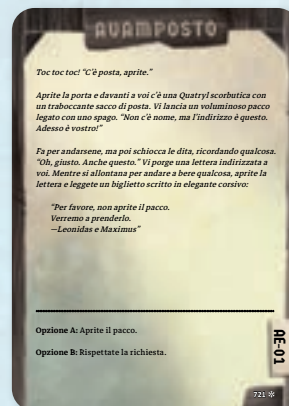 AVAMPOSTO
Toc toc toc! “C’è posta, aprite.”
Aprite la porta e davanti a voi c’è una Quatryl scorbutica con
un traboccante sacco di posta. Vi lancia un voluminoso pacco
legato con uno spago. “Non c’è nome, ma l’indirizzo è questo.
Adesso è vostro!”
Fa per andarsene, ma poi schiocca le dita, ricordando qualcosa.
“Oh, giusto. Anche questo.” Vi porge una lettera indirizzata a
voi. Mentre si allontana per andare a bere qualcosa, aprite la
lettera e leggete un biglietto scritto in elegante corsivo:
“Per favore, non aprite il pacco.
Verremo a prenderlo.
—Leonidas e Maximus”
Opzione A: Aprite il pacco.
Opzione B: Rispettate la richiesta.
AE-01
721